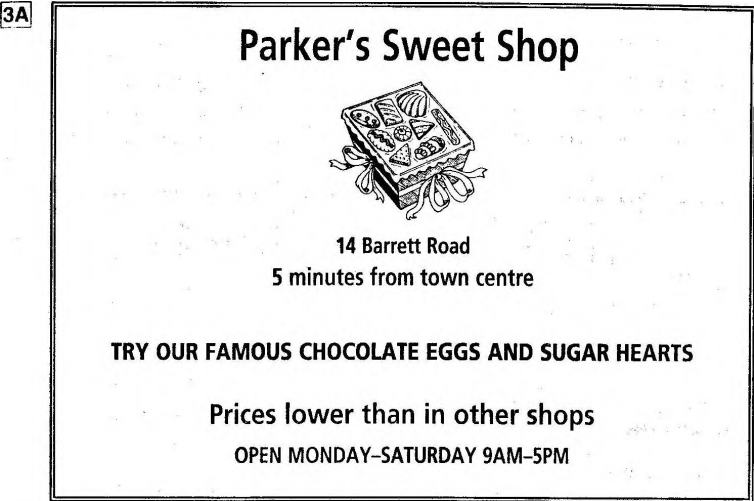 3A
Parker's Sweet Shop
14 Barrett Road
5 minutes from town centre
TRY OUR FAMOUS CHOCOLATE EGGS AND SUGAR HEARTS
Prices lower than in other shops
OPEN MONDAY–SATURDAY 9AM–5PM